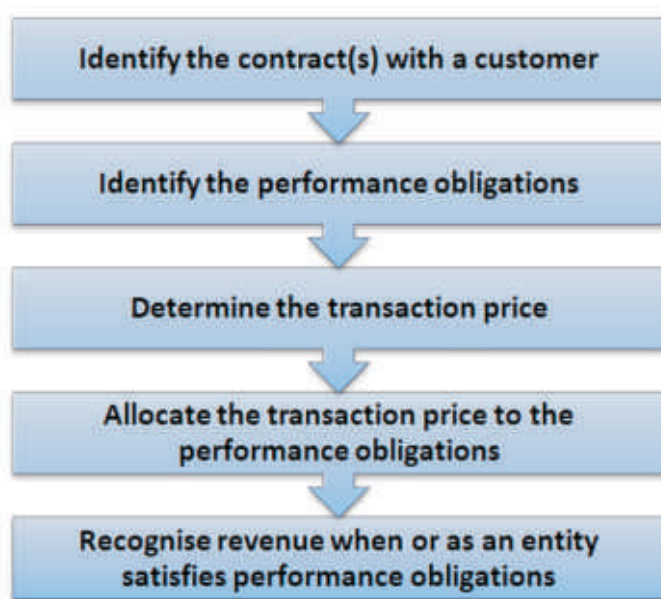 Identify the contract(s) with a customer
Identify the performance obligations
Determine the transaction price
Allocate the transaction price to the
performance obligations
Recognise revenue when or as an entity
satisfies performance obligations